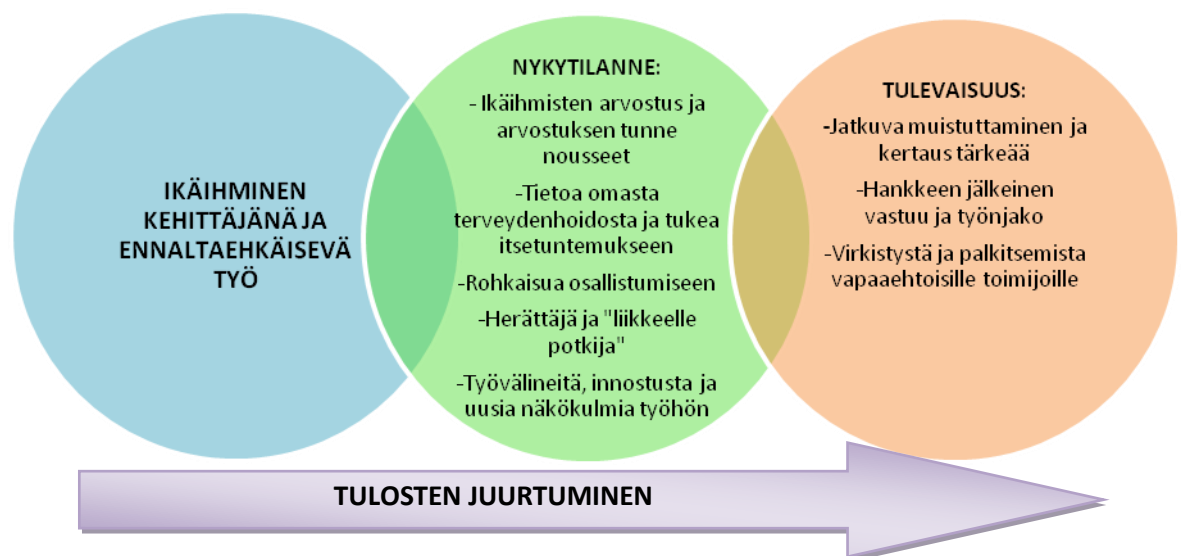 IKÄIHMINEN
KEHITTÄJÄNÄ JA
ENNALTAEHKÄISEVÄ
TYÖ
NYKYTILANNE:
- Ikäihmisten arvostus ja
arvostuksen tunne
nousseet
-Tietoa omasta
terveydenhoidosta ja tukea
itsetuntemukseen
-Rohkaisua osallistumiseen
-Herättäjä ja "liikkeelle
potkija"
-Työvälineitä, innostusta ja
uusia näkökulmia työhön
TULEVAISUUS:
-Jatkuva muistuttaminen ja
kertaus tärkeää
-Hankkeen jälkeinen
vastuu ja työnjako
-Virkistystä ja palkitsemista
vapaaehtoisille toimijoille
TULOSTEN JUURTUMINEN